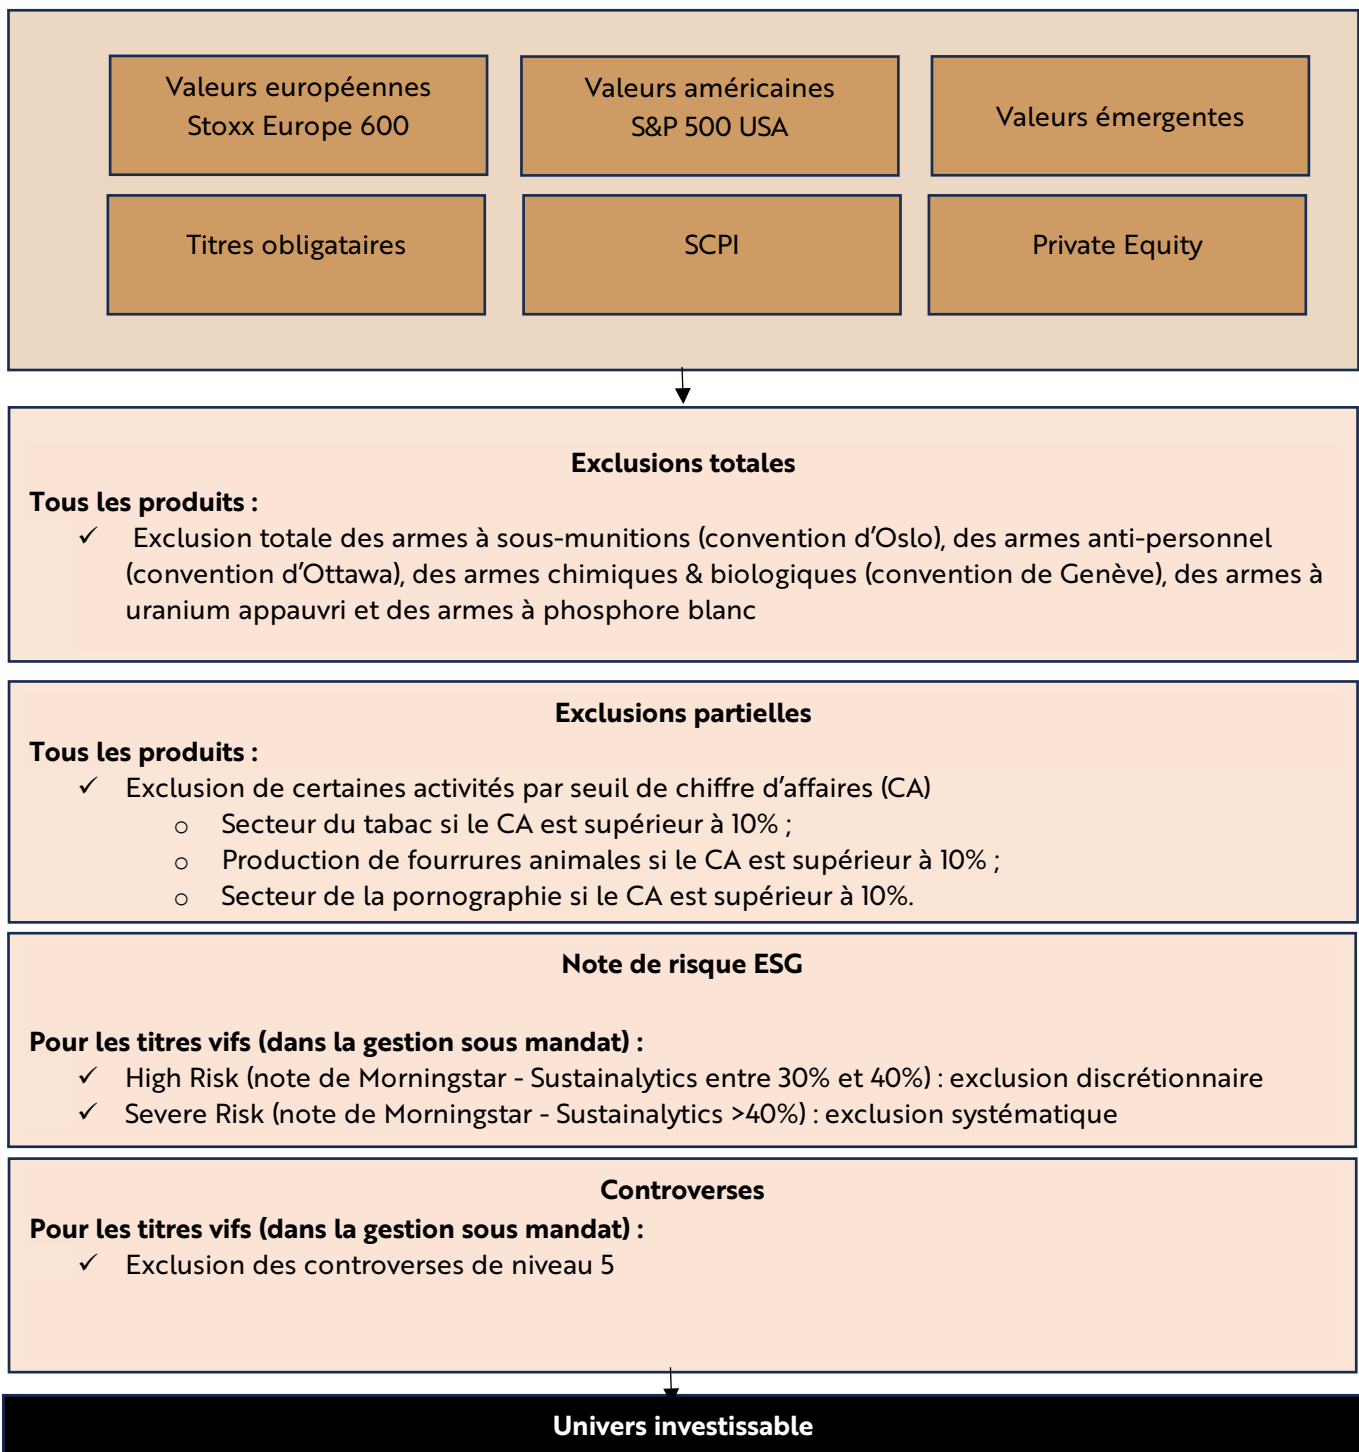 Valeurs européennes
Stoxx Europe 600
Valeurs américaines
S&P 500 USA
Valeurs émergentes
Titres obligataires
SCPI
Private Equity
Exclusions totales
Tous les produits :
✓ Exclusion totale des armes à sous-munitions (convention d’Oslo), des armes anti-personnel
(convention d’Ottawa), des armes chimiques & biologiques (convention de Genève), des armes à
uranium appauvri et des armes à phosphore blanc
Exclusions partielles
Tous les produits :
✓ Exclusion de certaines activités par seuil de chiffre d’affaires (CA)
o Secteur du tabac si le CA est supérieur à 10% ;
o Production de fourrures animales si le CA est supérieur à 10% ;
o Secteur de la pornographie si le CA est supérieur à 10%.
Note de risque ESG
Pour les titres vifs (dans la gestion sous mandat) :
✓ High Risk (note de Morningstar - Sustainalytics entre 30% et 40%) : exclusion discrétionnaire
✓ Severe Risk (note de Morningstar - Sustainalytics >40%) : exclusion systématique
Controverses
Pour les titres vifs (dans la gestion sous mandat) :
✓ Exclusion des controverses de niveau 5
Univers investissable